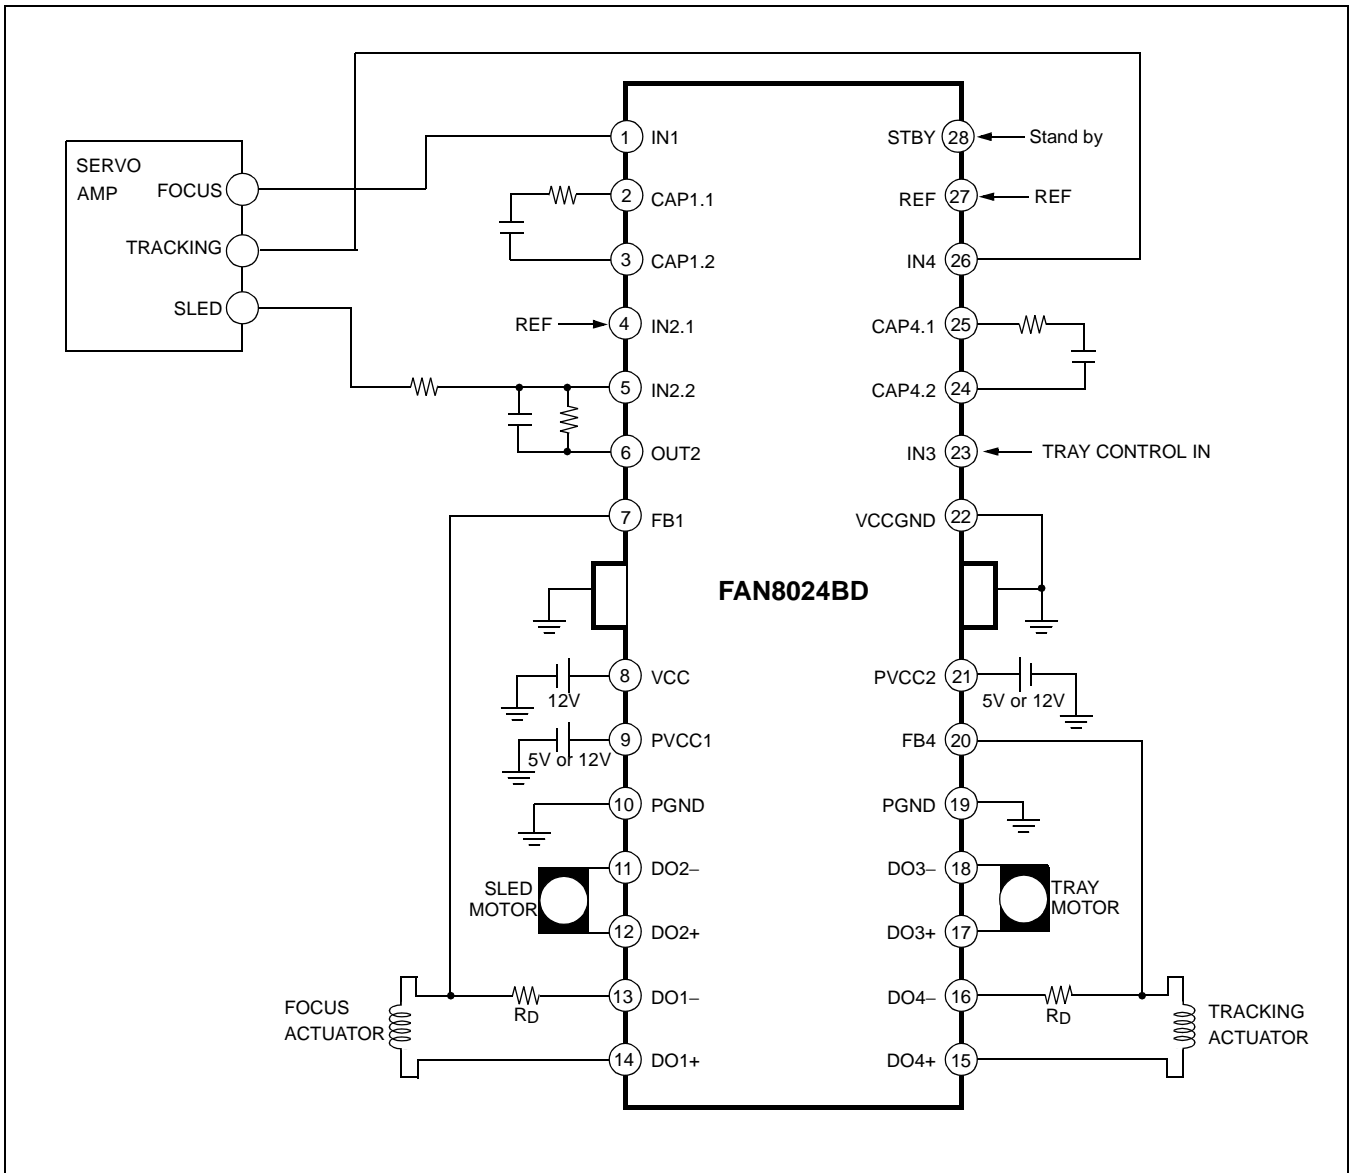 SERVO
AMP
FOCUS
TRACKING
SLED
1 IN1
2 CAP1.1
3 CAP1.2
REF 4 IN2.1
5 IN2.2
6 OUT2
7 FB1
8 VCC
12V
9 PVCC1
5V or 12V
10 PGND
11 DO2−
SLED
MOTOR
12 DO2+
13 DO1−
RD
14 DO1+
FOCUS
ACTUATOR
FAN8024BD
STBY 28 Stand by
REF 27 REF
IN4 26
CAP4.1 25
CAP4.2 24
IN3 23 TRAY CONTROL IN
VCCGND 22
PVCC2 21
5V or 12V
FB4 20
PGND 19
DO3− 18
TRAY
MOTOR
DO3+ 17
DO4− 16
RD
DO4+ 15
TRACKING
ACTUATOR